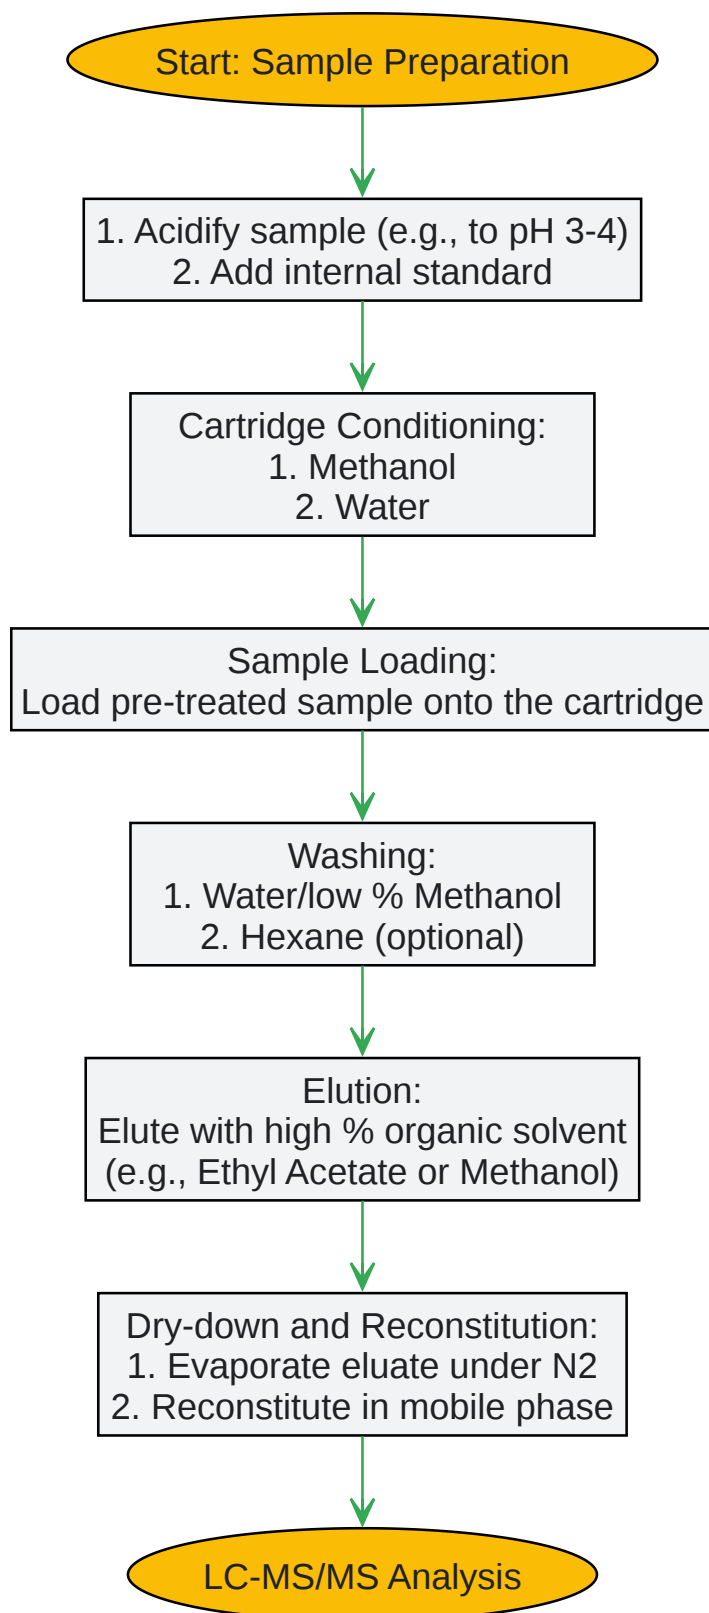 Start: Sample Preparation
1. Acidify sample (e.g., to pH 3-4)
2. Add internal standard
Cartridge Conditioning:
1. Methanol
2. Water
Sample Loading:
Load pre-treated sample onto the cartridge
Washing:
1. Water/low % Methanol
2. Hexane (optional)
Elution:
Elute with high % organic solvent
(e.g., Ethyl Acetate or Methanol)
Dry-down and Reconstitution:
1. Evaporate eluate under N2
2. Reconstitute in mobile phase
LC-MS/MS Analysis